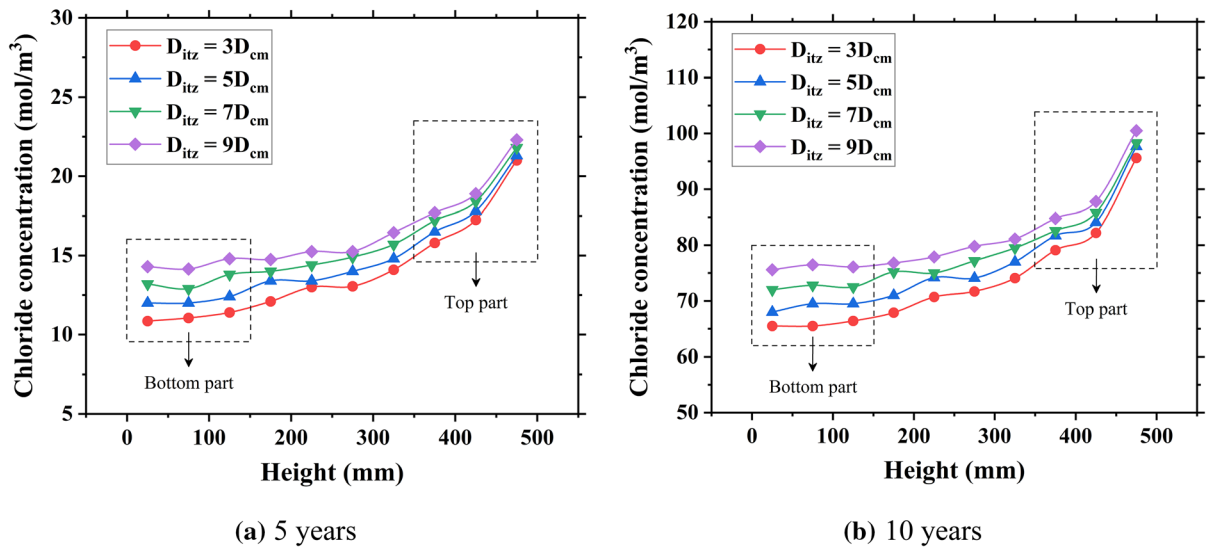 30
25
20
15
10
5
Chloride concentration (mol/m³)
D_itz = 3D_cm
D_itz = 5D_cm
D_itz = 7D_cm
D_itz = 9D_cm
Top part
Bottom part
0 100 200 300 400 500
Height (mm)
(a) 5 years
120
110
100
90
80
70
60
50
Chloride concentration (mol/m³)
D_itz = 3D_cm
D_itz = 5D_cm
D_itz = 7D_cm
D_itz = 9D_cm
Top part
Bottom part
0 100 200 300 400 500
Height (mm)
(b) 10 years